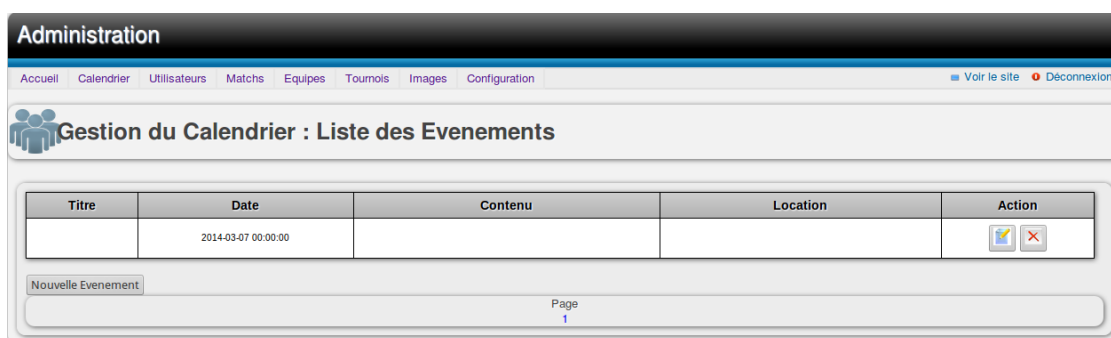 Administration
Accueil Calendrier Utilisateurs Matchs Equipes Tournois Images Configuration Voir le site Déconnexion
Gestion du Calendrier : Liste des Evenements
Titre Date Contenu Location Action
2014-03-07 00:00:00
Nouvelle Evenement
Page
1